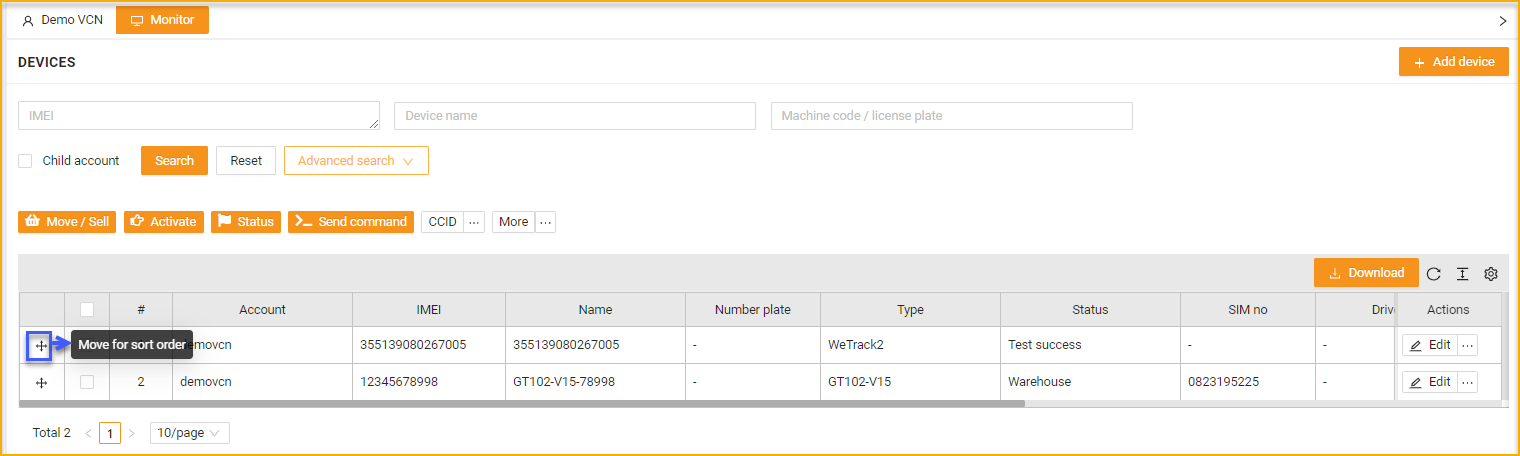 Demo VCN Monitor
DEVICES
Add device
IMEI Device name Machine code / license plate
Child account Search Reset Advanced search
Move / Sell Activate Status Send command CCID ... More ...
Download
# Account IMEI Name Number plate Type Status SIM no Drive Actions
Move for sort order emovcn 355139080267005 355139080267005 - WeTrack2 Test success - - Edit ...
2 demovcn 12345678998 GT102-V15-78998 - GT102-V15 Warehouse 0823195225 - Edit ...
Total 2 < 1 > 10/page